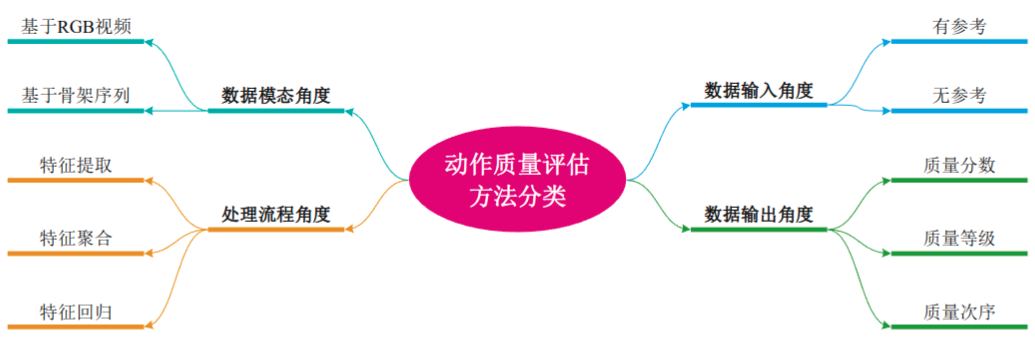 动作质量评估
方法分类
数据模态角度
基于RGB视频
基于骨架序列
处理流程角度
特征提取
特征聚合
特征回归
数据输入角度
有参考
无参考
数据输出角度
质量分数
质量等级
质量次序